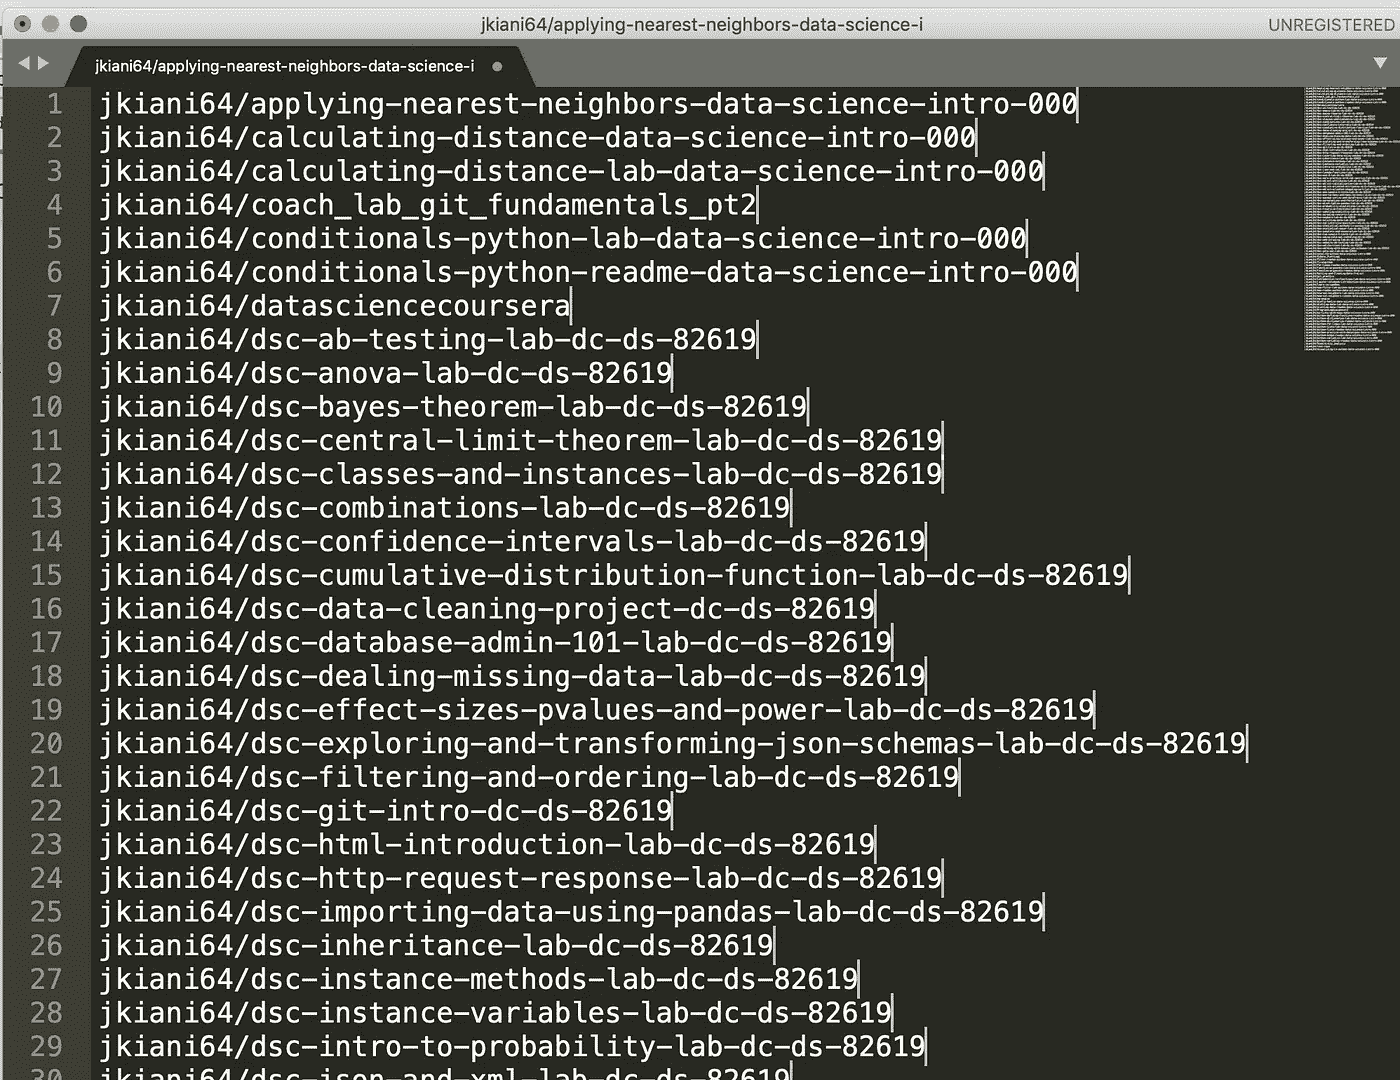 jkiani64/applying-nearest-neighbors-data-science-i
UNREGISTERED
jkiani64/applying-nearest-neighbors-data-science-i
1 jkiani64/applying-nearest-neighbors-data-science-intro-000
2 jkiani64/calculating-distance-data-science-intro-000
3 jkiani64/calculating-distance-lab-data-science-intro-000
4 jkiani64/coach_lab_git_fundamentals_pt2
5 jkiani64/conditionals-python-lab-data-science-intro-000
6 jkiani64/conditionals-python-readme-data-science-intro-000
7 jkiani64/datasciencecoursera
8 jkiani64/dsc-ab-testing-lab-dc-ds-82619
9 jkiani64/dsc-anova-lab-dc-ds-82619
10 jkiani64/dsc-bayes-theorem-lab-dc-ds-82619
11 jkiani64/dsc-central-limit-theorem-lab-dc-ds-82619
12 jkiani64/dsc-classes-and-instances-lab-dc-ds-82619
13 jkiani64/dsc-combinations-lab-dc-ds-82619
14 jkiani64/dsc-confidence-intervals-lab-dc-ds-82619
15 jkiani64/dsc-cumulative-distribution-function-lab-dc-ds-82619
16 jkiani64/dsc-data-cleaning-project-dc-ds-82619
17 jkiani64/dsc-database-admin-101-lab-dc-ds-82619
18 jkiani64/dsc-dealing-missing-data-lab-dc-ds-82619
19 jkiani64/dsc-effect-sizes-pvalues-and-power-lab-dc-ds-82619
20 jkiani64/dsc-exploring-and-transforming-json-schemas-lab-dc-ds-82619
21 jkiani64/dsc-filtering-and-ordering-lab-dc-ds-82619
22 jkiani64/dsc-git-intro-dc-ds-82619
23 jkiani64/dsc-html-introduction-lab-dc-ds-82619
24 jkiani64/dsc-http-request-response-lab-dc-ds-82619
25 jkiani64/dsc-importing-data-using-pandas-lab-dc-ds-82619
26 jkiani64/dsc-inheritance-lab-dc-ds-82619
27 jkiani64/dsc-instance-methods-lab-dc-ds-82619
28 jkiani64/dsc-instance-variables-lab-dc-ds-82619
29 jkiani64/dsc-intro-to-probability-lab-dc-ds-82619
30 jkiani64/dsc-json-and-xml-lab-dc-ds-82619